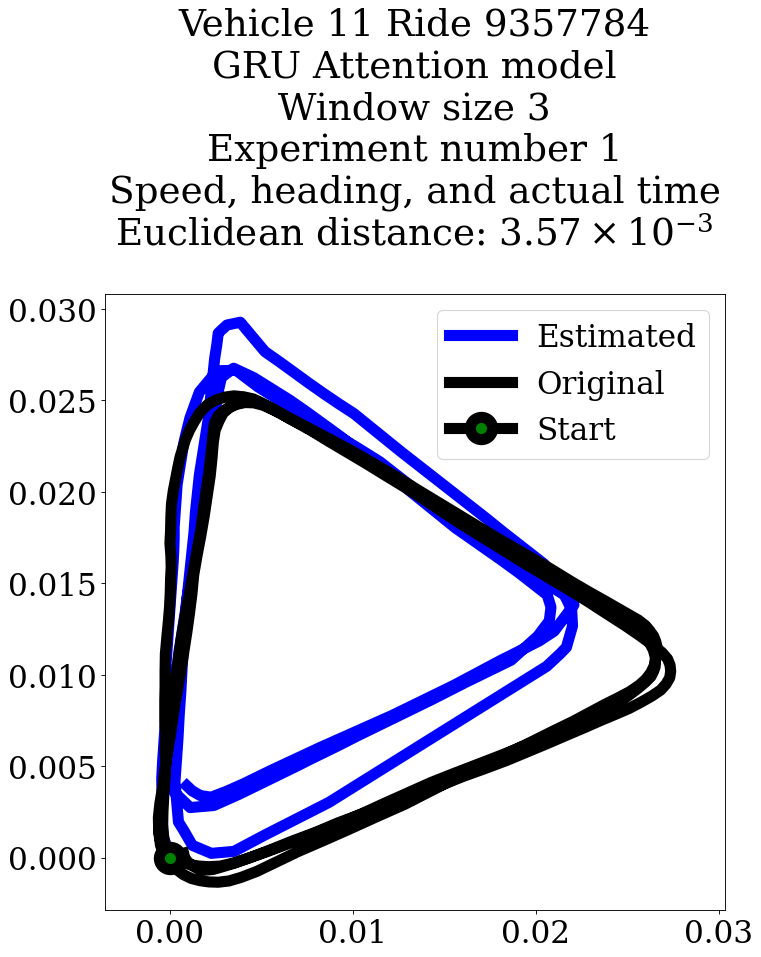 Vehicle 11 Ride 9357784
GRU Attention model
Window size 3
Experiment number 1
Speed, heading, and actual time
Euclidean distance: 3.57 × 10⁻³
0.030
0.025
0.020
0.015
0.010
0.005
0.000
Estimated
Original
Start
0.00 0.01 0.02 0.03